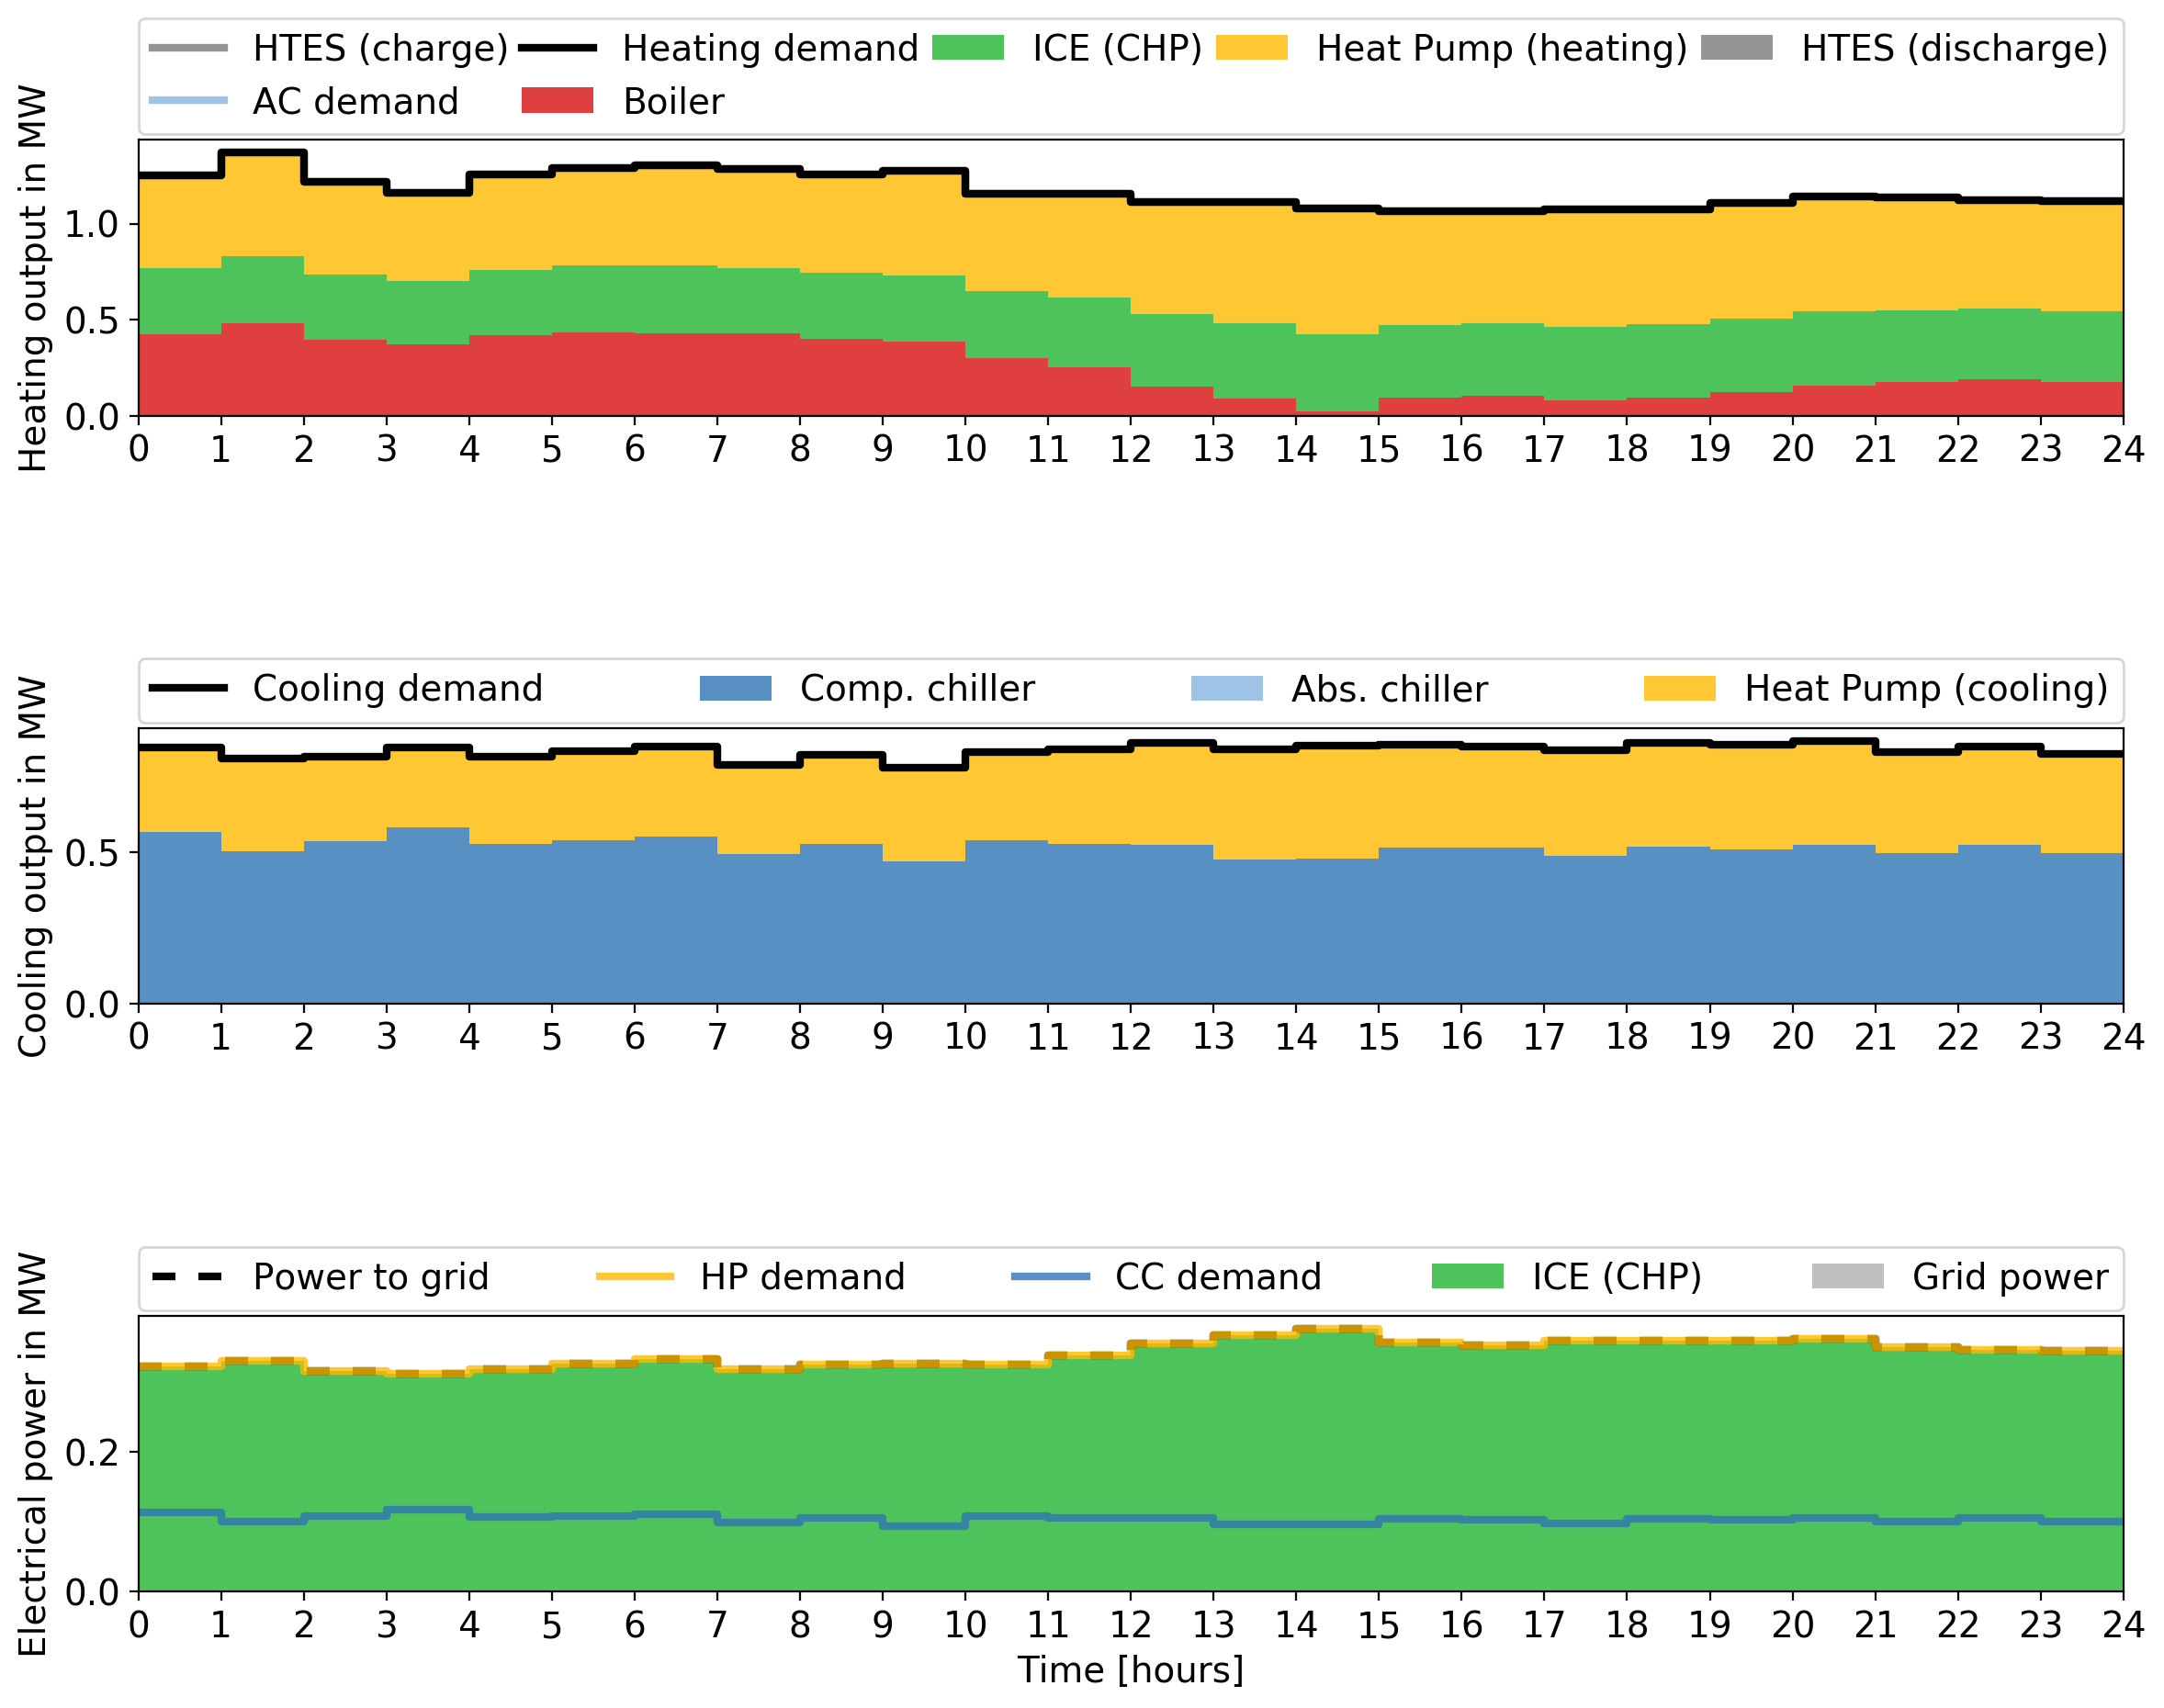 HTES (charge) Heating demand ICE (CHP) Heat Pump (heating) HTES (discharge)
AC demand Boiler
Heating output in MW
1.0
0.5
0.0
0 1 2 3 4 5 6 7 8 9 10 11 12 13 14 15 16 17 18 19 20 21 22 23 24
Cooling demand Comp. chiller Abs. chiller Heat Pump (cooling)
Cooling output in MW
0.5
0.0
0 1 2 3 4 5 6 7 8 9 10 11 12 13 14 15 16 17 18 19 20 21 22 23 24
Power to grid HP demand CC demand ICE (CHP) Grid power
Electrical power in MW
0.2
0.0
0 1 2 3 4 5 6 7 8 9 10 11 12 13 14 15 16 17 18 19 20 21 22 23 24
Time [hours]